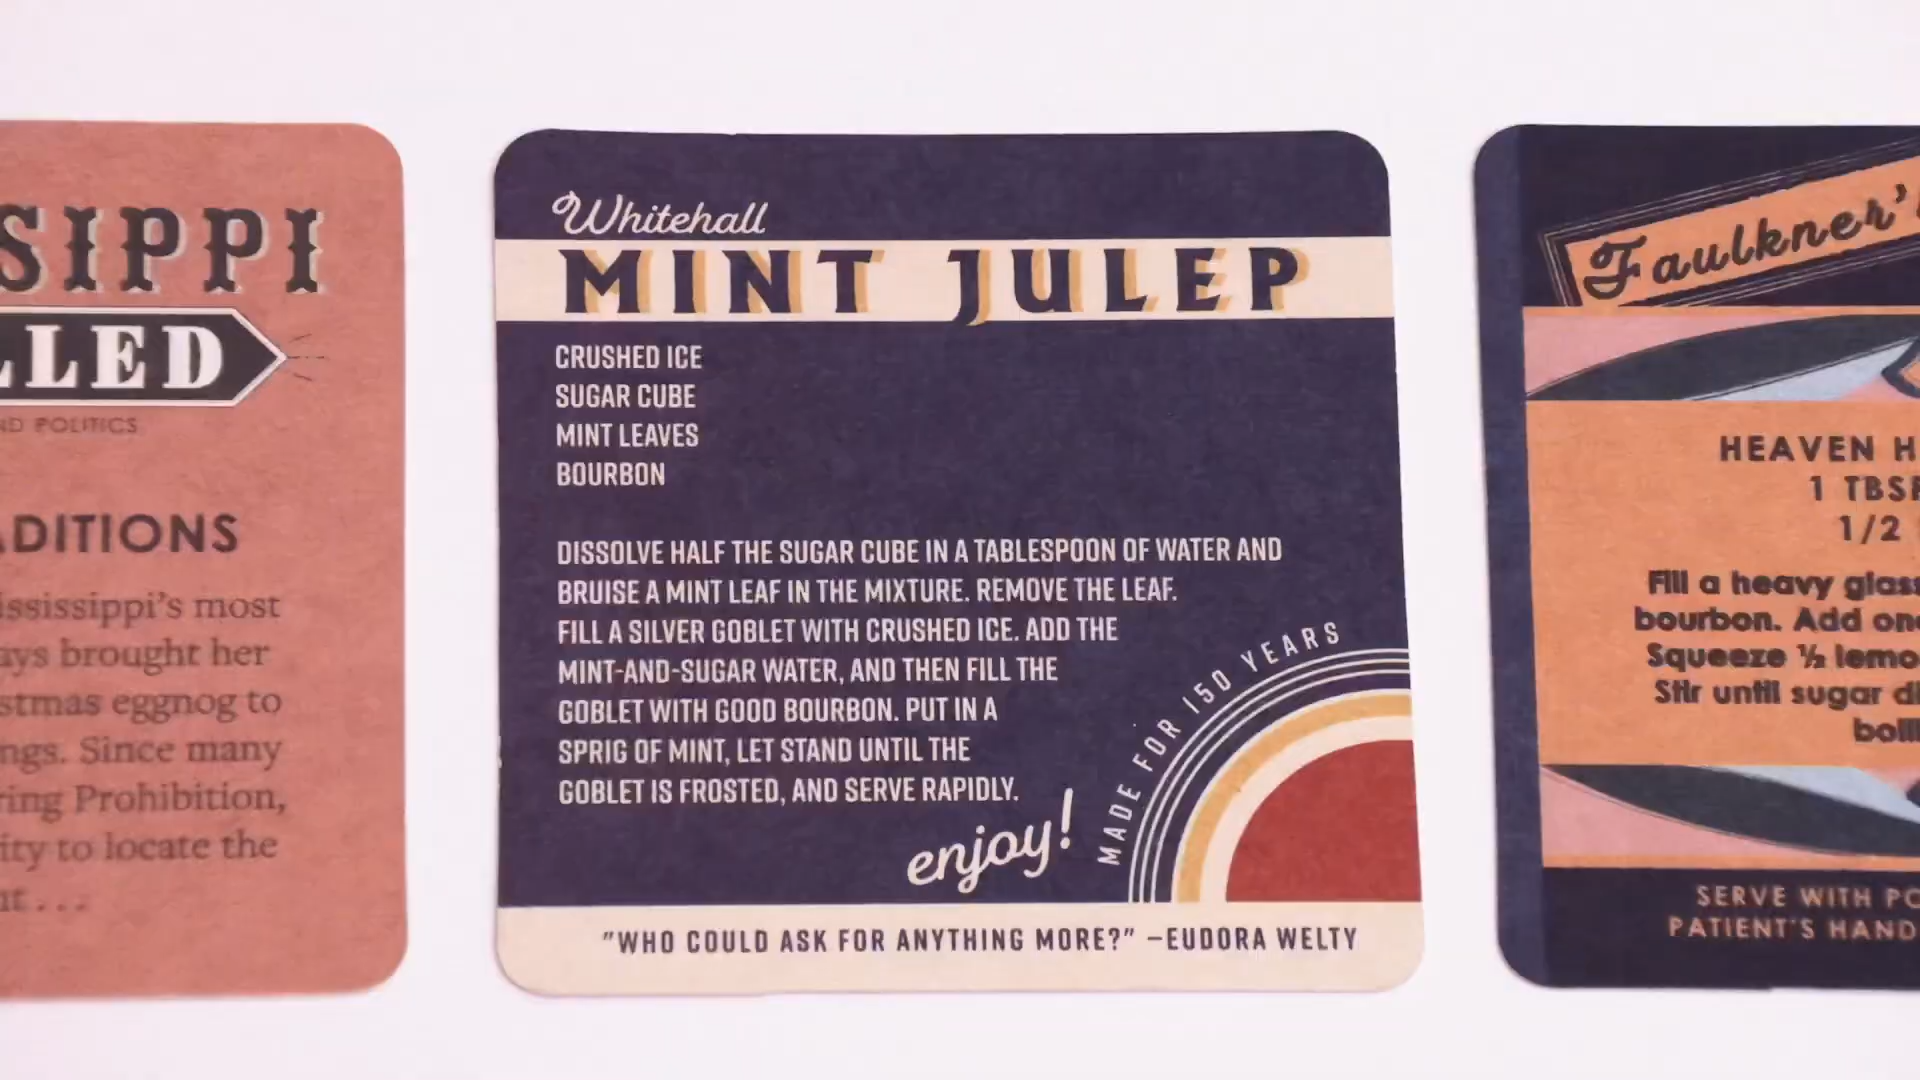 SIPPI
LLED
ND POLITICS
ADITIONS
ississippi's most
ays brought her
stmas eggnog to
ngs. Since many
ring Prohibition,
ity to locate the
nt . . .
Whitehall
MINT JULEP
CRUSHED ICE
SUGAR CUBE
MINT LEAVES
BOURBON
DISSOLVE HALF THE SUGAR CUBE IN A TABLESPOON OF WATER AND
BRUISE A MINT LEAF IN THE MIXTURE. REMOVE THE LEAF.
FILL A SILVER GOBLET WITH CRUSHED ICE. ADD THE
MINT-AND-SUGAR WATER, AND THEN FILL THE
GOBLET WITH GOOD BOURBON. PUT IN A
SPRIG OF MINT, LET STAND UNTIL THE
GOBLET IS FROSTED, AND SERVE RAPIDLY.
enjoy!
MADE FOR 150 YEARS
"WHO COULD ASK FOR ANYTHING MORE?" –EUDORA WELTY
Faulkner's
HEAVEN H
1 TBSP
1/2
Fill a heavy glass
bourbon. Add one
Squeeze ½ lemo
Stir until sugar di
boili
SERVE WITH PO
PATIENT'S HAND